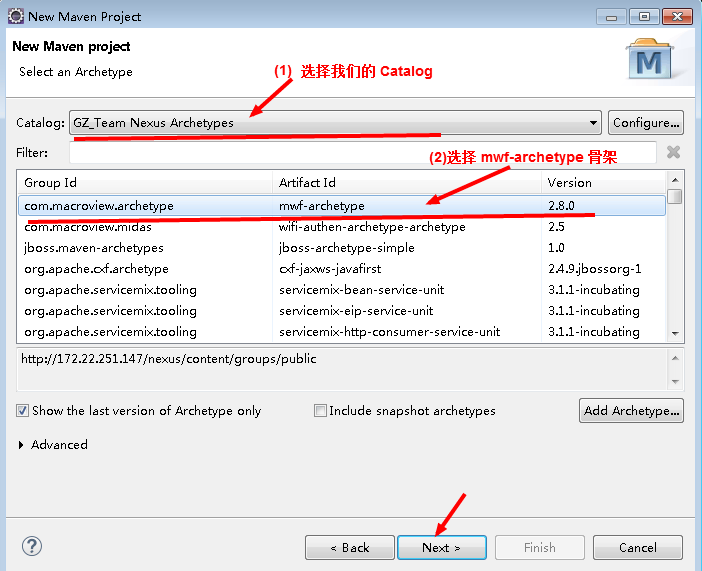 New Maven Project
New Maven project
Select an Archetype
(1) 选择我们的 Catalog
M
Catalog: GZ_Team Nexus Archetypes Configure...
Filter:
(2)选择 mwf-archetype 骨架
Group Id Artifact Id Version
com.macroview.archetype mwf-archetype 2.8.0
com.macroview.midas wifi-authen-archetype-archetype 2.5
jboss.maven-archetypes jboss-archetype-simple 1.0
org.apache.cxf.archetype cxf-jaxws-javafirst 2.4.9.jbossorg-1
org.apache.servicemix.tooling servicemix-bean-service-unit 3.1.1-incubating
org.apache.servicemix.tooling servicemix-eip-service-unit 3.1.1-incubating
org.apache.servicemix.tooling servicemix-http-consumer-service-unit 3.1.1-incubating
http://172.22.251.147/nexus/content/groups/public
Show the last version of Archetype only Include snapshot archetypes Add Archetype...
Advanced
? < Back Next > Finish Cancel